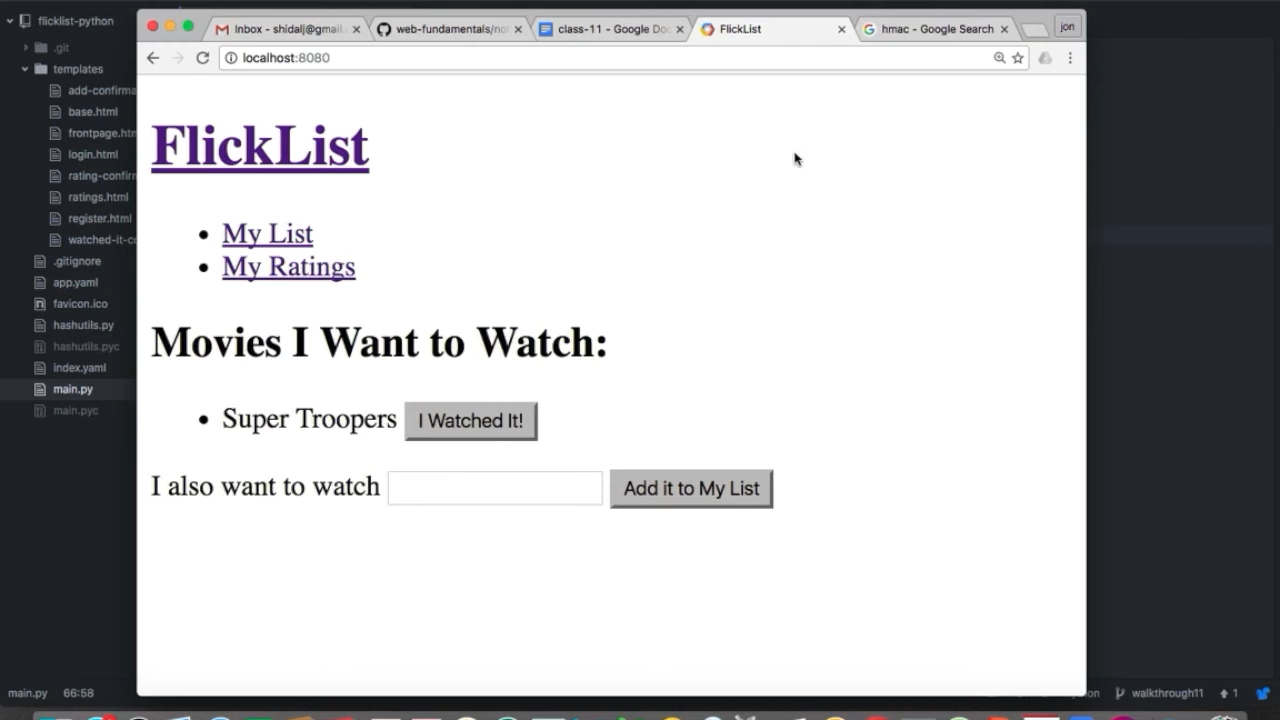 flicklist-python
.git
templates
add-confirma
base.html
frontpage.htm
login.html
rating-confirm
ratings.html
register.html
watched-it-co
.gitignore
app.yaml
favicon.ico
hashutils.py
hashutils.pyc
index.yaml
main.py
main.pyc
Inbox - shidalj@gmail.
web-fundamentals/no
class-11 - Google Doc
FlickList
hmac - Google Search
jon
localhost:8080
FlickList
My List
My Ratings
Movies I Want to Watch:
Super Troopers I Watched It!
I also want to watch Add it to My List
main.py 66:58
on walkthrough11 1